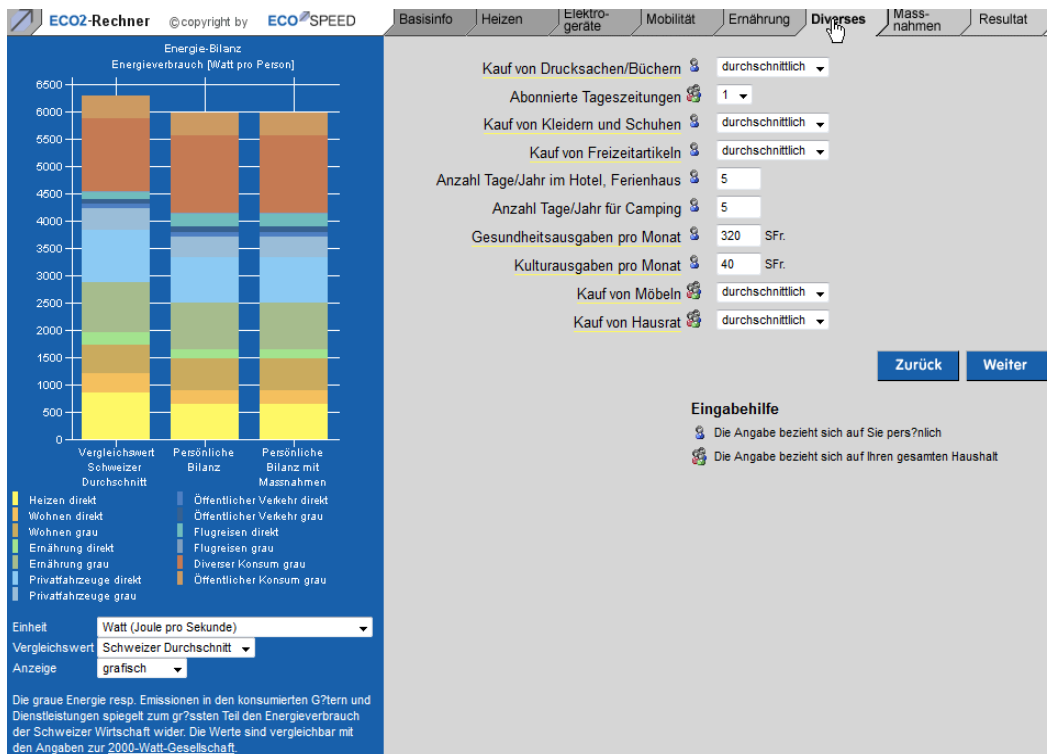 ECO2-Rechner © copyright by ECO SPEED
Basisinfo
Heizen
Elektro-
geräte
Mobilität
Ernährung
Diverses
Mass-
nahmen
Resultat
Energie-Bilanz
Energieverbrauch [Watt pro Person]
6500
6000
5500
5000
4500
4000
3500
3000
2500
2000
1500
1000
500
0
Vergleichswert
Schweizer
Durchschnitt
Persönliche
Bilanz
Persönliche
Bilanz mit
Massnahmen
Heizen direkt
Wohnen direkt
Wohnen grau
Ernährung direkt
Ernährung grau
Privatfahrzeuge direkt
Privatfahrzeuge grau
Öffentlicher Verkehr direkt
Öffentlicher Verkehr grau
Flugreisen direkt
Flugreisen grau
Diverser Konsum grau
Öffentlicher Konsum grau
Einheit Watt (Joule pro Sekunde)
Vergleichswert Schweizer Durchschnitt
Anzeige grafisch
Die graue Energie resp. Emissionen in den konsumierten G?tern und
Dienstleistungen spiegelt zum gr?ssten Teil den Energieverbrauch
der Schweizer Wirtschaft wider. Die Werte sind vergleichbar mit
den Angaben zur 2000-Watt-Gesellschaft.
Kauf von Drucksachen/Büchern durchschnittlich
Abonnierte Tageszeitungen 1
Kauf von Kleidern und Schuhen durchschnittlich
Kauf von Freizeitartikeln durchschnittlich
Anzahl Tage/Jahr im Hotel, Ferienhaus 5
Anzahl Tage/Jahr für Camping 5
Gesundheitsausgaben pro Monat 320 SFr.
Kulturausgaben pro Monat 40 SFr.
Kauf von Möbeln durchschnittlich
Kauf von Hausrat durchschnittlich
Zurück
Weiter
Eingabehilfe
Die Angabe bezieht sich auf Sie pers?nlich
Die Angabe bezieht sich auf Ihren gesamten Haushalt